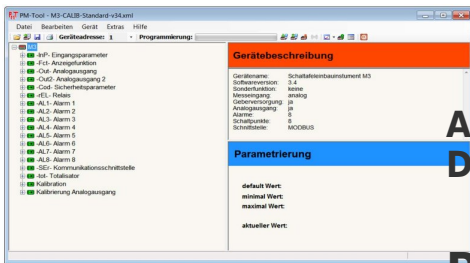 PM-Tool - M3-CALIB-Standard-v34.xml
Datei Bearbeiten Gerät Extras Hilfe
Geräteadresse: 1 Programmierung:
M3
-InP- Eingangsparameter
-Fct- Anzeigefunktion
-Out- Analogausgang
-Out2- Analogausgang 2
-Cod- Sicherheitsparameter
-rEL- Relais
-AL1- Alarm 1
-AL2- Alarm 2
-AL3- Alarm 3
-AL4- Alarm 4
-AL5- Alarm 5
-AL6- Alarm 6
-AL7- Alarm 7
-AL8- Alarm 8
-SEr- Kommunikationsschnittstelle
-tot- Totalisator
Kalibration
Kalibrierung Analogausgang
Gerätebeschreibung
Gerätename: Schalttafeleinbauinstument M3
Softwareversion: 3.4
Sonderfunktion: keine
Messeingang: analog
Geberversorgung: ja
Analogausgang: ja
Alarme: 8
Schaltpunkte: 8
Schnittstelle: MODBUS
A
Parametrierung
D
default Wert:
minimal Wert:
maximal Wert:
aktueller Wert: